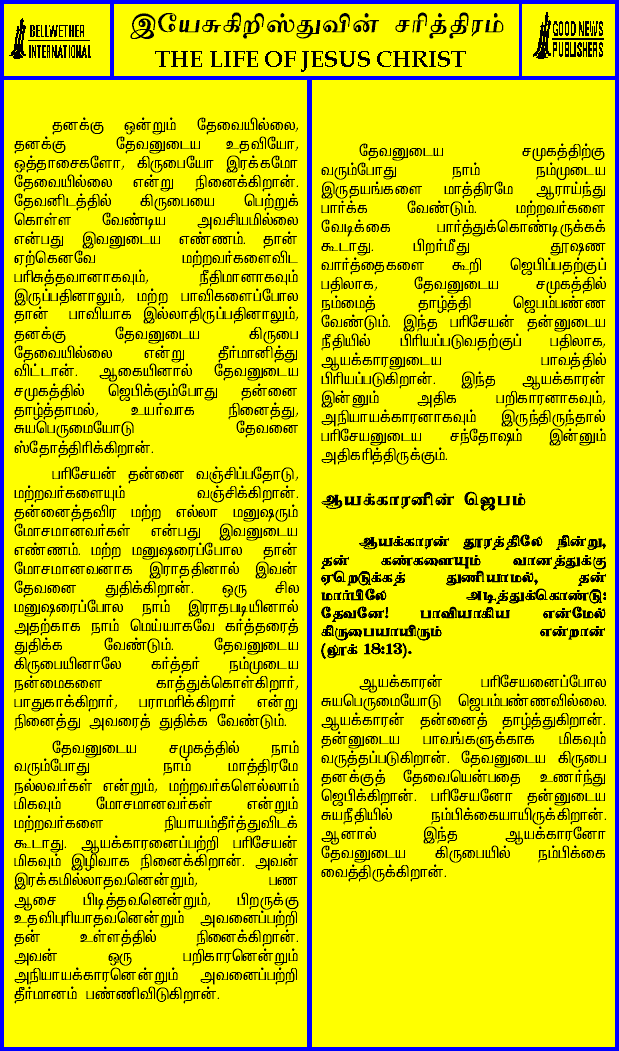 BELLWETHER
INTERNATIONAL
இயேசுகிறிஸ்துவின் சரித்திரம்
THE LIFE OF JESUS CHRIST
GOOD NEWS
PUBLISHERS
தனக்கு ஒன்றும் தேவையில்லை,
தனக்கு தேவனுடைய உதவியோ,
ஒத்தாசைகளோ, கிருபையோ இரக்கமோ
தேவையில்லை என்று நினைக்கிறான்.
தேவனிடத்தில் கிருபையை பெற்றுக்
கொள்ள வேண்டிய அவசியமில்லை
என்பது இவனுடைய எண்ணம். தான்
ஏற்கெனவே மற்றவர்களைவிட
பரிசுத்தவானாகவும், நீதிமானாகவும்
இருப்பதினாலும், மற்ற பாவிகளைப்போல
தான் பாவியாக இல்லாதிருப்பதினாலும்,
தனக்கு தேவனுடைய கிருபை
தேவையில்லை என்று தீர்மானித்து
விட்டான். ஆகையினால் தேவனுடைய
சமுகத்தில் ஜெபிக்கும்போது தன்னை
தாழ்த்தாமல், உயர்வாக நினைத்து,
சுயபெருமையோடு தேவனை
ஸ்தோத்திரிக்கிறான்.
பரிசேயன் தன்னை வஞ்சிப்பதோடு,
மற்றவர்களையும் வஞ்சிக்கிறான்.
தன்னைத்தவிர மற்ற எல்லா மனுஷரும்
மோசமானவர்கள் என்பது இவனுடைய
எண்ணம். மற்ற மனுஷரைப்போல தான்
மோசமானவனாக இராததினால் இவன்
தேவனை துதிக்கிறான். ஒரு சில
மனுஷரைப்போல நாம் இராதபடியினால்
அதற்காக நாம் மெய்யாகவே கர்த்தரைத்
துதிக்க வேண்டும். தேவனுடைய
கிருபையினாலே கர்த்தர் நம்முடைய
நன்மைகளை காத்துக்கொள்கிறார்,
பாதுகாக்கிறார், பராமரிக்கிறார் என்று
நினைத்து அவரைத் துதிக்க வேண்டும்.
தேவனுடைய சமுகத்தில் நாம்
வரும்போது நாம் மாத்திரமே
நல்லவர்கள் என்றும், மற்றவர்களெல்லாம்
மிகவும் மோசமானவர்கள் என்றும்
மற்றவர்களை நியாயம்தீர்த்துவிடக்
கூடாது. ஆயக்காரனைப்பற்றி பரிசேயன்
மிகவும் இழிவாக நினைக்கிறான். அவன்
இரக்கமில்லாதவனென்றும், பண
ஆசை பிடித்தவனென்றும், பிறருக்கு
உதவிபுரியாதவனென்றும் அவனைப்பற்றி
தன் உள்ளத்தில் நினைக்கிறான்.
அவன் ஒரு பறிகாரனென்றும்
அநியாயக்காரனென்றும் அவனைப்பற்றி
தீர்மானம் பண்ணிவிடுகிறான்.
தேவனுடைய சமுகத்திற்கு
வரும்போது நாம் நம்முடைய
இருதயங்களை மாத்திரமே ஆராய்ந்து
பார்க்க வேண்டும். மற்றவர்களை
வேடிக்கை பார்த்துக்கொண்டிருக்கக்
கூடாது. பிறர்மீது தூஷண
வார்த்தைகளை கூறி ஜெபிப்பதற்குப்
பதிலாக, தேவனுடைய சமுகத்தில்
நம்மைத் தாழ்த்தி ஜெபம்பண்ண
வேண்டும். இந்த பரிசேயன் தன்னுடைய
நீதியில் பிரியப்படுவதற்குப் பதிலாக,
ஆயக்காரனுடைய பாவத்தில்
பிரியப்படுகிறான். இந்த ஆயக்காரன்
இன்னும் அதிக பறிகாரனாகவும்,
அநியாயக்காரனாகவும் இருந்திருந்தால்
பரிசேயனுடைய சந்தோஷம் இன்னும்
அதிகரித்திருக்கும்.
ஆயக்காரனின் ஜெபம்
ஆயக்காரன் தூரத்திலே நின்று,
தன் கண்களையும் வானத்துக்கு
ஏறெடுக்கத் துணியாமல், தன்
மார்பிலே அடித்துக்கொண்டு:
தேவனே! பாவியாகிய என்மேல்
கிருபையாயிரும் என்றான்
(லூக் 18:13).
ஆயக்காரன் பரிசேயனைப்போல
சுயபெருமையோடு ஜெபம்பண்ணவில்லை.
ஆயக்காரன் தன்னைத் தாழ்த்துகிறான்.
தன்னுடைய பாவங்களுக்காக மிகவும்
வருத்தப்படுகிறான். தேவனுடைய கிருபை
தனக்குத் தேவையென்பதை உணர்ந்து
ஜெபிக்கிறான். பரிசேயனோ தன்னுடைய
சுயநீதியில் நம்பிக்கையாயிருக்கிறான்.
ஆனால் இந்த ஆயக்காரனோ
தேவனுடைய கிருபையில் நம்பிக்கை
வைத்திருக்கிறான்.